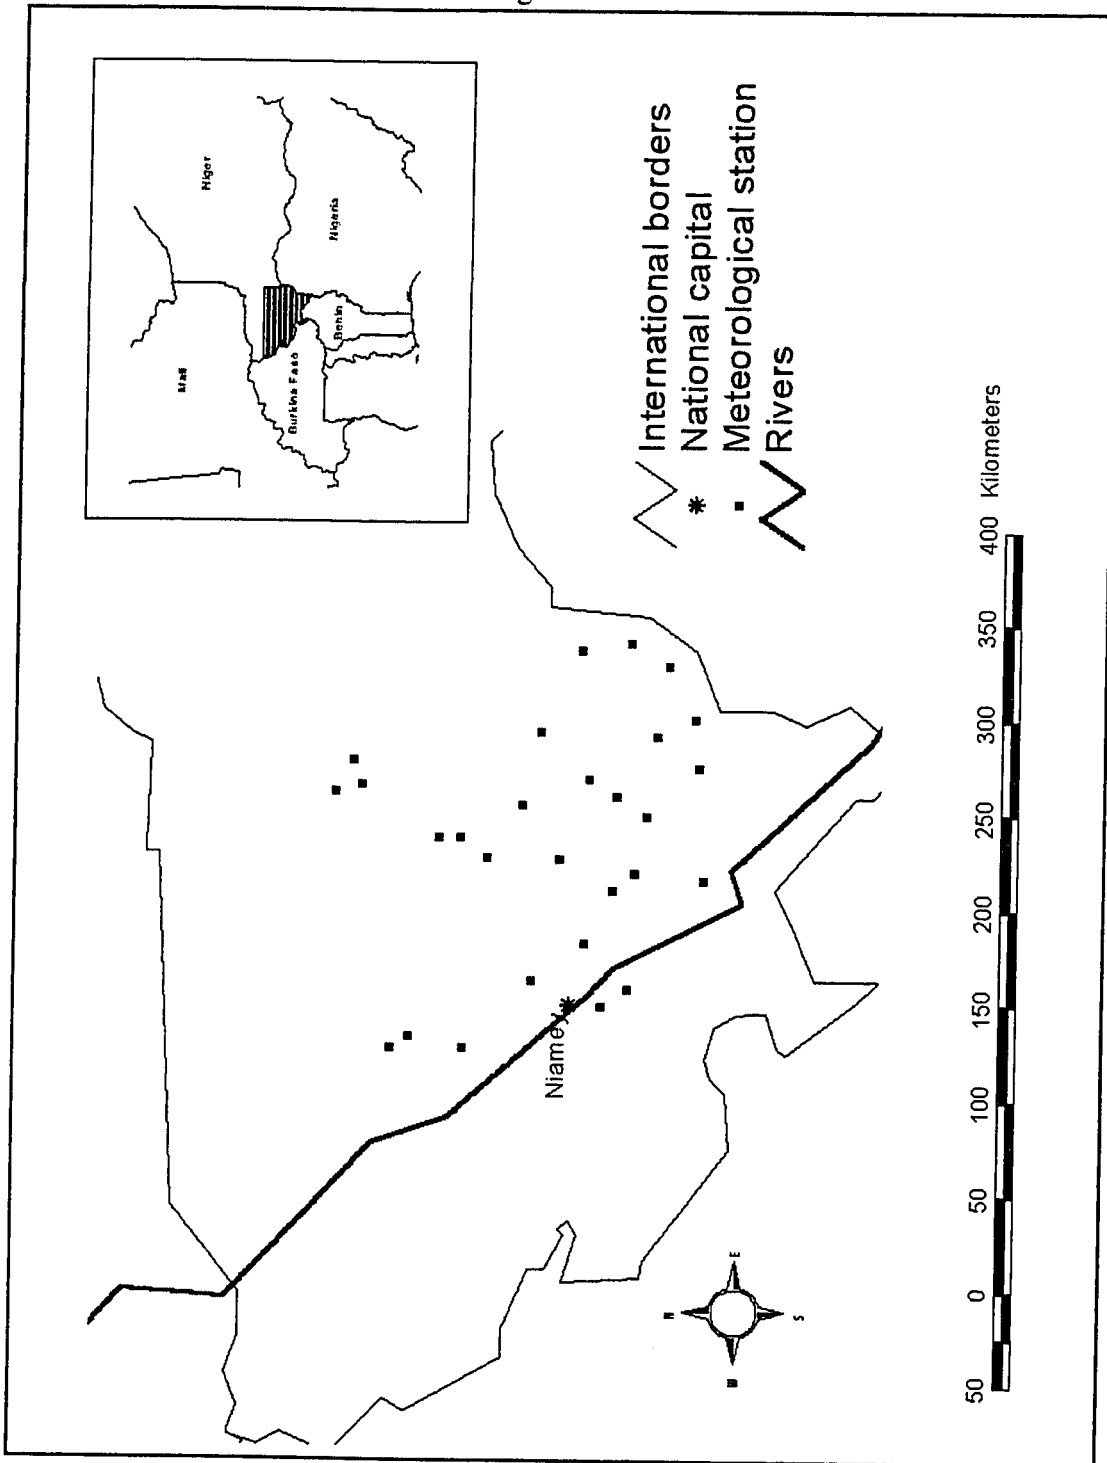 Niger
Mali
Nigeria
Burkina Faso
Benin
International borders
National capital
Meteorological station
Rivers
Niamey
N
W
E
S
50 0 50 100 150 200 250 300 350 400 Kilometers